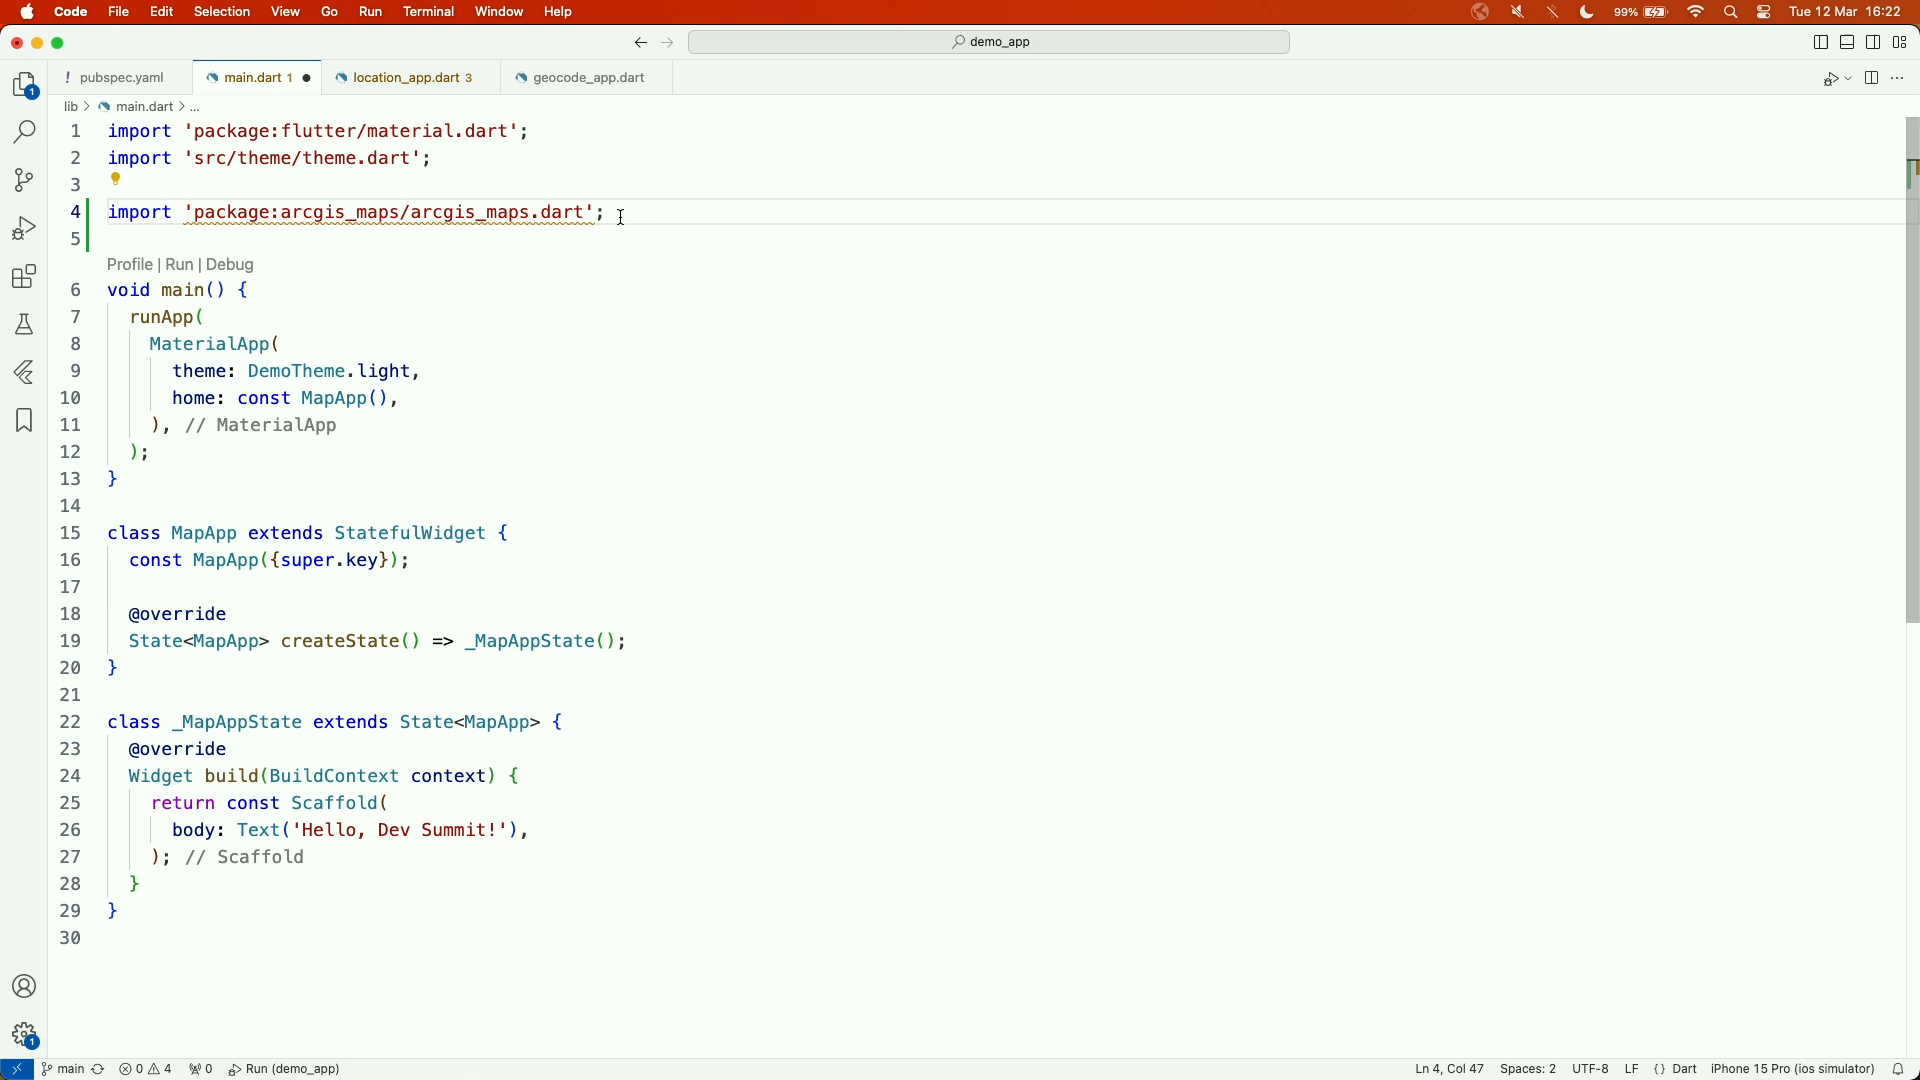 Code File Edit Selection View Go Run Terminal Window Help 99% Tue 12 Mar 16:22
demo_app
! pubspec.yaml main.dart 1 location_app.dart 3 geocode_app.dart
lib > main.dart > ...
1 import 'package:flutter/material.dart';
2 import 'src/theme/theme.dart';
3
4 import 'package:arcgis_maps/arcgis_maps.dart';
5
Profile | Run | Debug
6 void main() {
7 runApp(
8 MaterialApp(
9 theme: DemoTheme.light,
10 home: const MapApp(),
11 ), // MaterialApp
12 );
13 }
14
15 class MapApp extends StatefulWidget {
16 const MapApp({super.key});
17
18 @override
19 State<MapApp> createState() => _MapAppState();
20 }
21
22 class _MapAppState extends State<MapApp> {
23 @override
24 Widget build(BuildContext context) {
25 return const Scaffold(
26 body: Text('Hello, Dev Summit!'),
27 ); // Scaffold
28 }
29 }
30
1
1
main 0 4 0 Run (demo_app) Ln 4, Col 47 Spaces: 2 UTF-8 LF {} Dart iPhone 15 Pro (ios simulator)